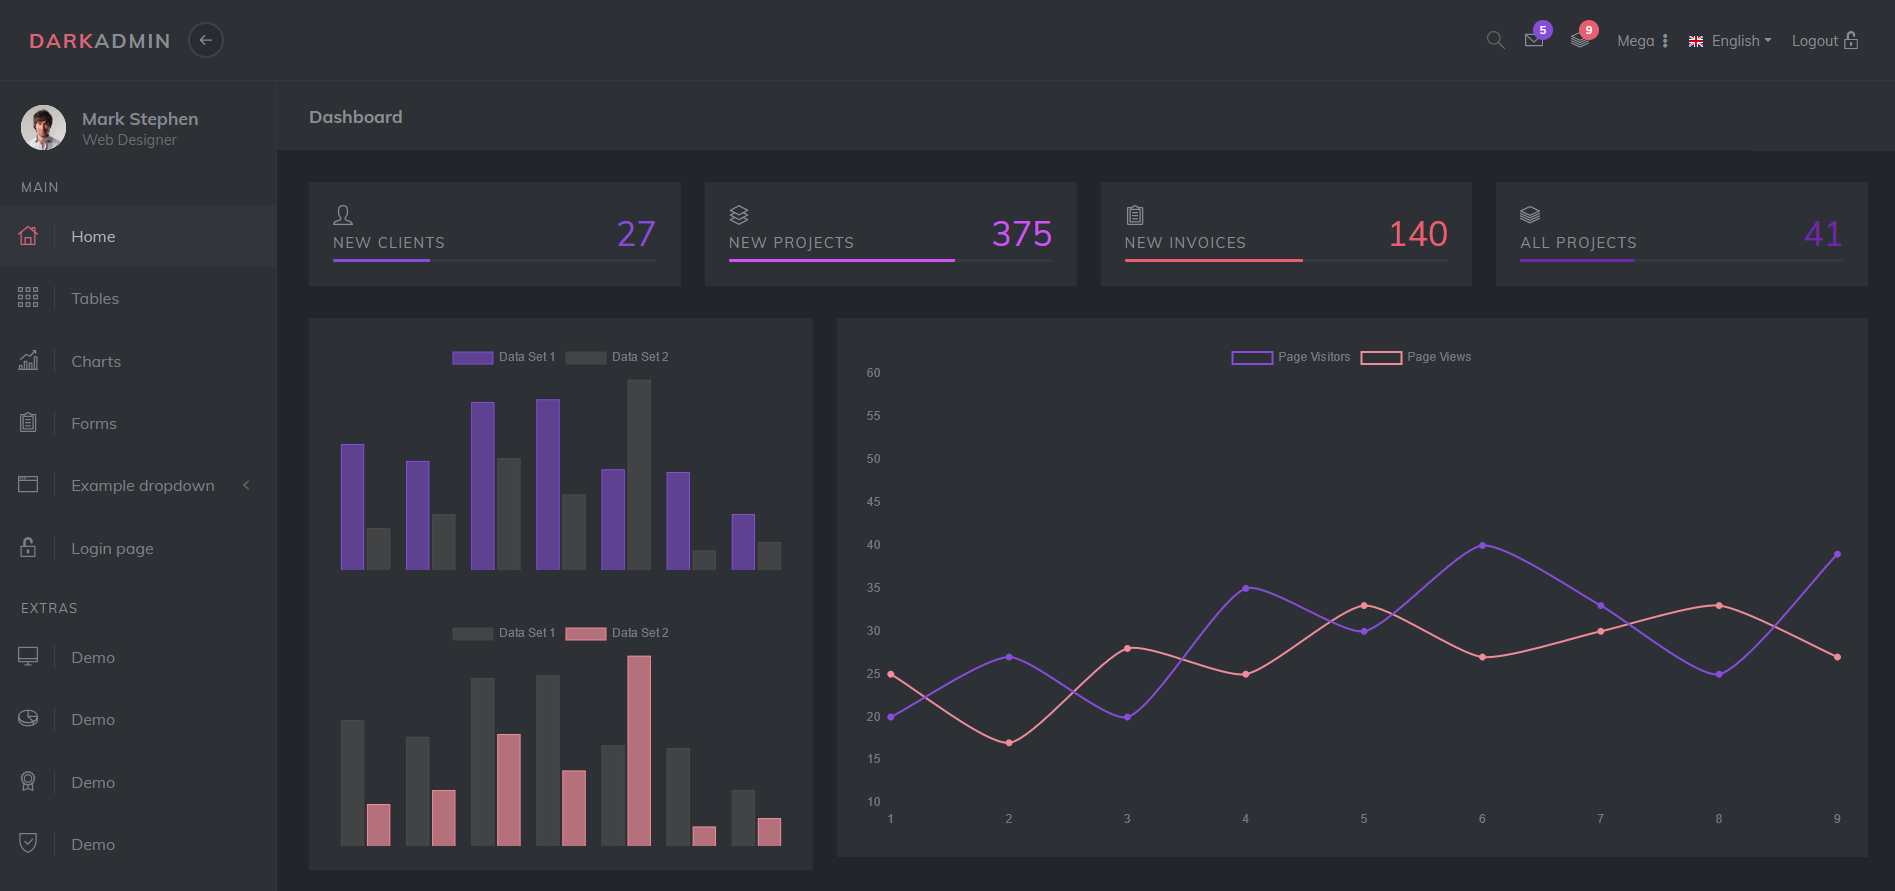 DARKADMIN
5
9
Mega
English
Logout
Mark Stephen
Web Designer
MAIN
Home
Tables
Charts
Forms
Example dropdown
Login page
EXTRAS
Demo
Demo
Demo
Demo
Dashboard
NEW CLIENTS
27
NEW PROJECTS
375
NEW INVOICES
140
ALL PROJECTS
41
Data Set 1 Data Set 2
Data Set 1 Data Set 2
Page Visitors Page Views
60
55
50
45
40
35
30
25
20
15
10
1 2 3 4 5 6 7 8 9